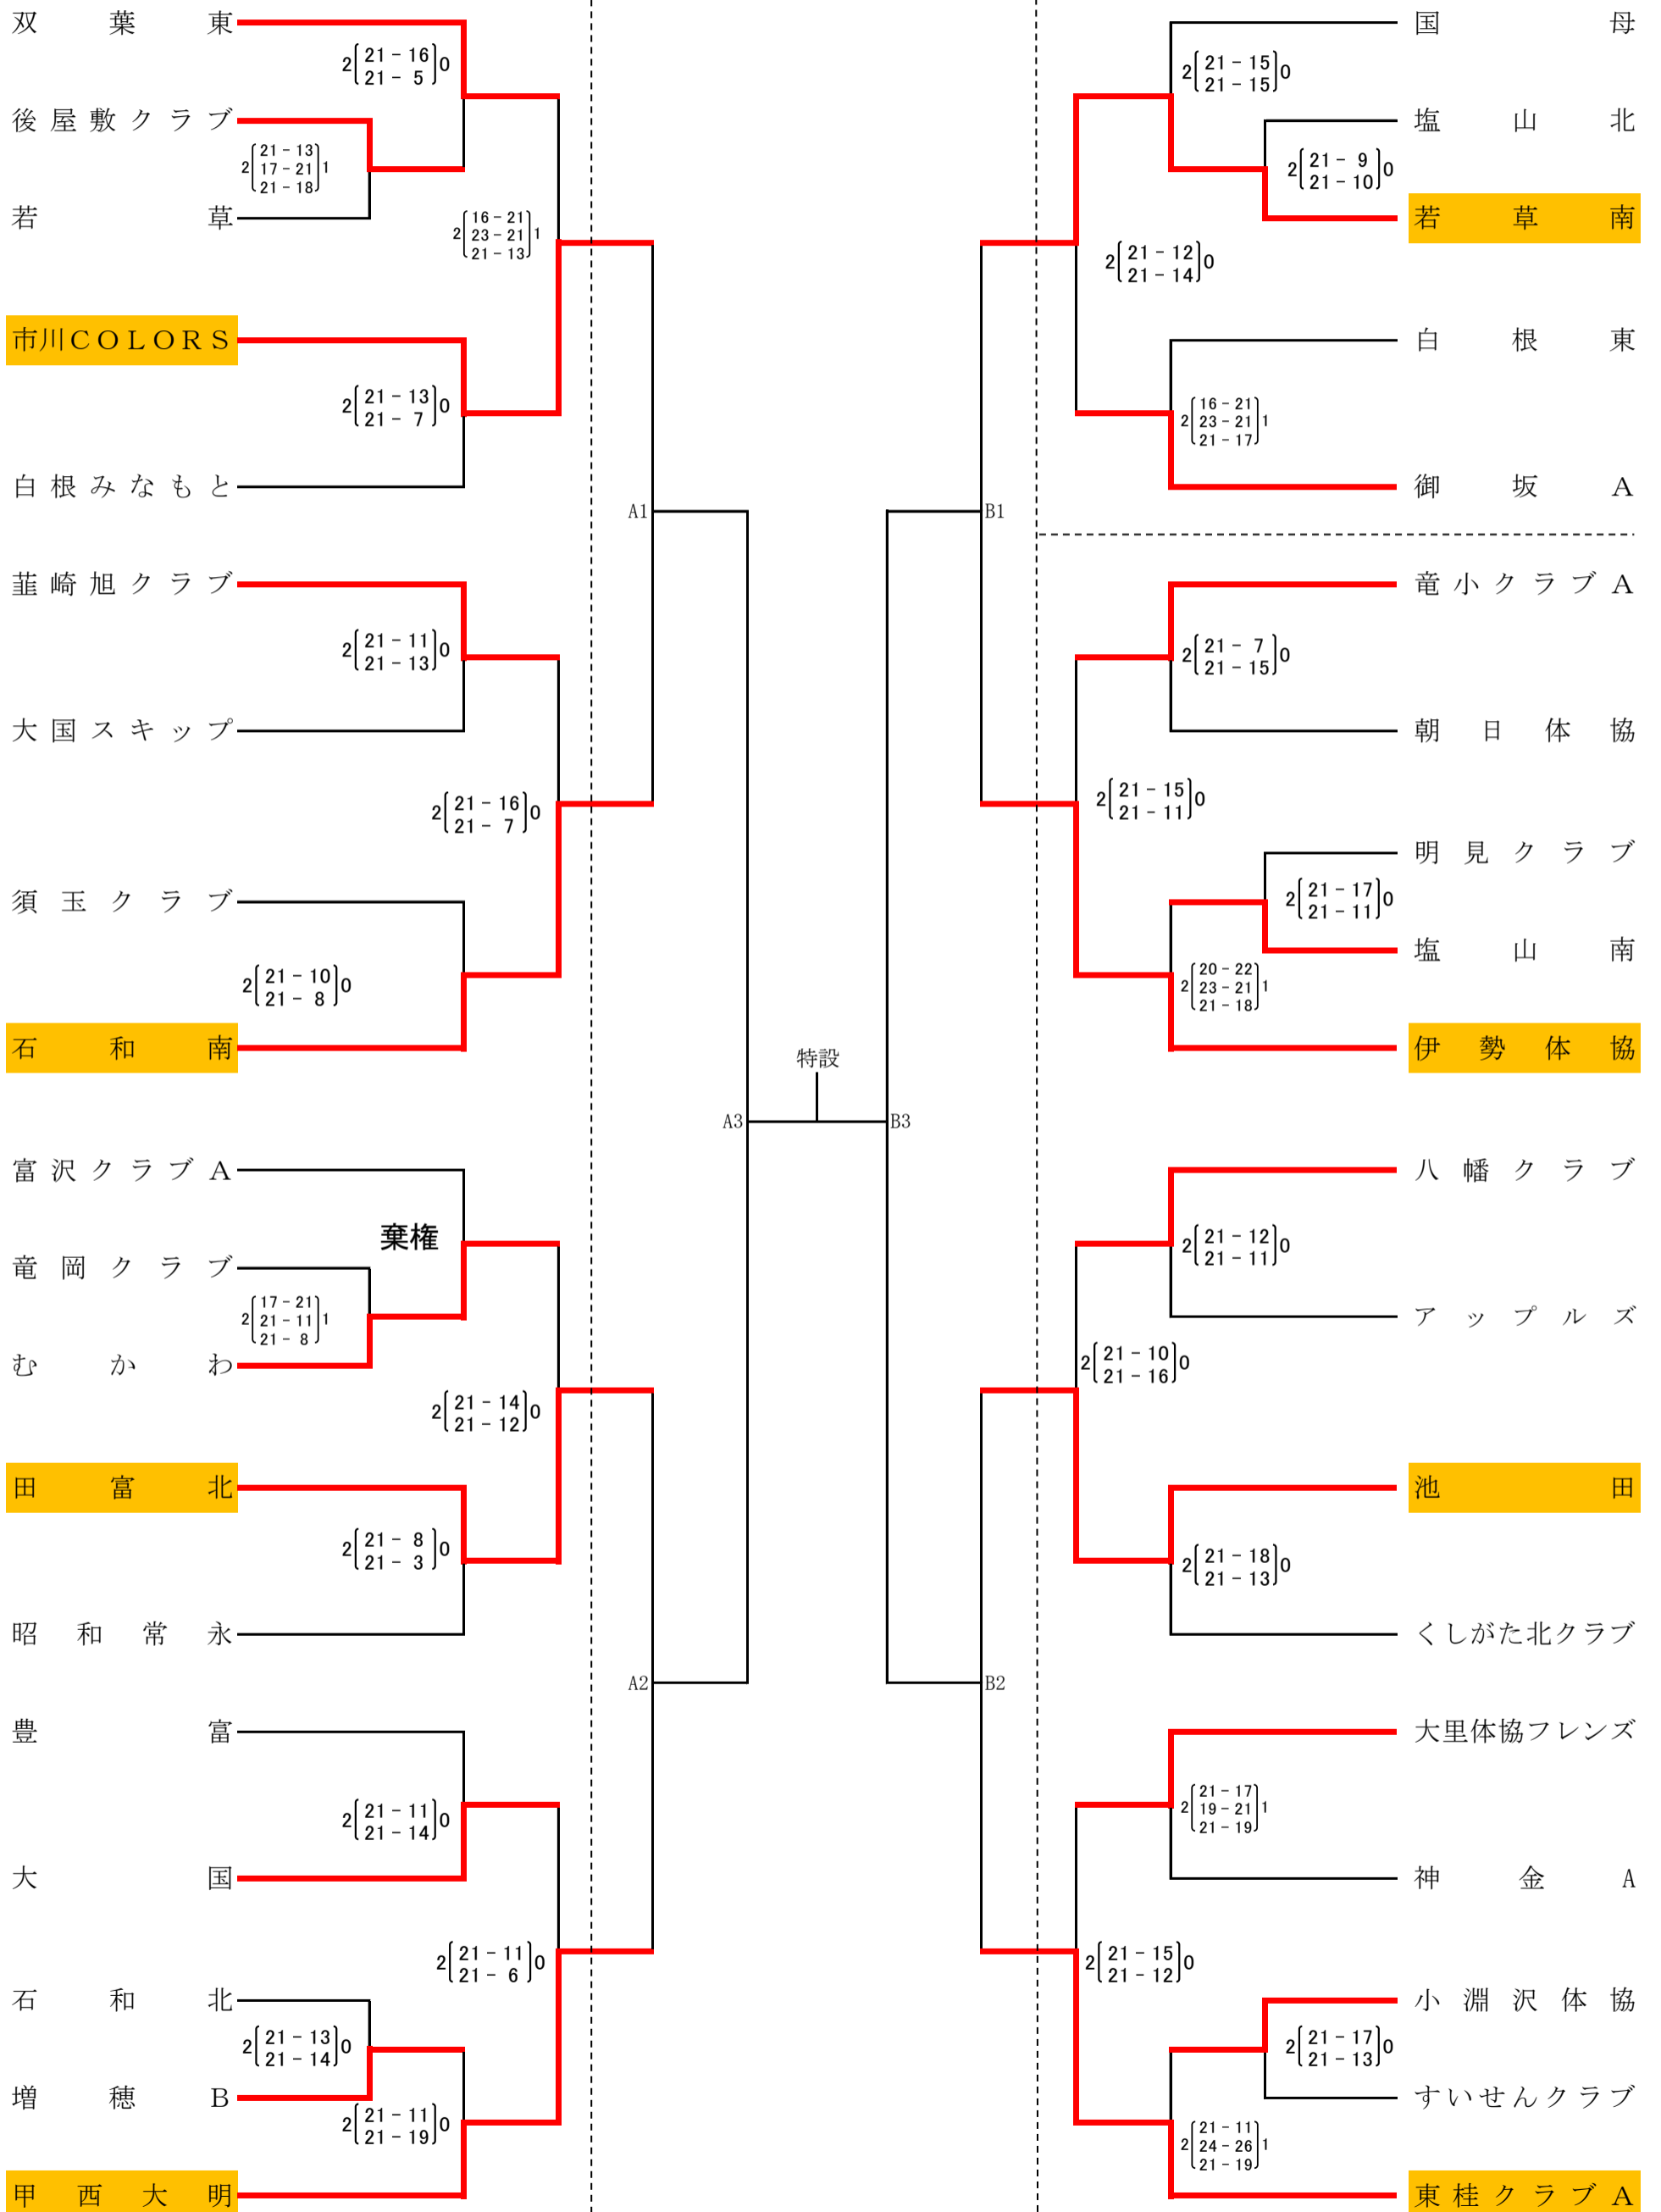 双葉東
2 21 - 16 0
21 - 5
後屋敷クラブ
2 21 - 13 1
17 - 21
21 - 18
若草
2 16 - 21 1
23 - 21
21 - 13
市川COLORS
2 21 - 13 0
21 - 7
白根みなもと
A1
韮崎旭クラブ
2 21 - 11 0
21 - 13
大国スキップ
2 21 - 16 0
21 - 7
須玉クラブ
2 21 - 10 0
21 - 8
石和南
富沢クラブA
棄権
竜岡クラブ
2 17 - 21 1
21 - 11
21 - 8
むかわ
2 21 - 14 0
21 - 12
田富北
2 21 - 8 0
21 - 3
昭和常永
A2
豊富
2 21 - 11 0
21 - 14
大国
2 21 - 11 0
21 - 6
石和北
2 21 - 13 0
21 - 14
増穂B
2 21 - 11 0
21 - 19
甲西大明
特設
A3
B3
国母
2 21 - 15 0
21 - 15
塩山北
2 21 - 9 0
21 - 10
若草南
2 21 - 12 0
21 - 14
白根東
2 16 - 21 1
23 - 21
21 - 17
御坂A
B1
竜小クラブA
2 21 - 7 0
21 - 15
朝日体協
2 21 - 15 0
21 - 11
明見クラブ
2 21 - 17 0
21 - 11
塩山南
2 20 - 22 1
23 - 21
21 - 18
伊勢体協
八幡クラブ
2 21 - 12 0
21 - 11
アップルズ
2 21 - 10 0
21 - 16
池田
2 21 - 18 0
21 - 13
くしがた北クラブ
B2
大里体協フレンズ
2 21 - 17 1
19 - 21
21 - 19
神金A
2 21 - 15 0
21 - 12
小淵沢体協
2 21 - 17 0
21 - 13
すいせんクラブ
2 21 - 11 1
24 - 26
21 - 19
東桂クラブA